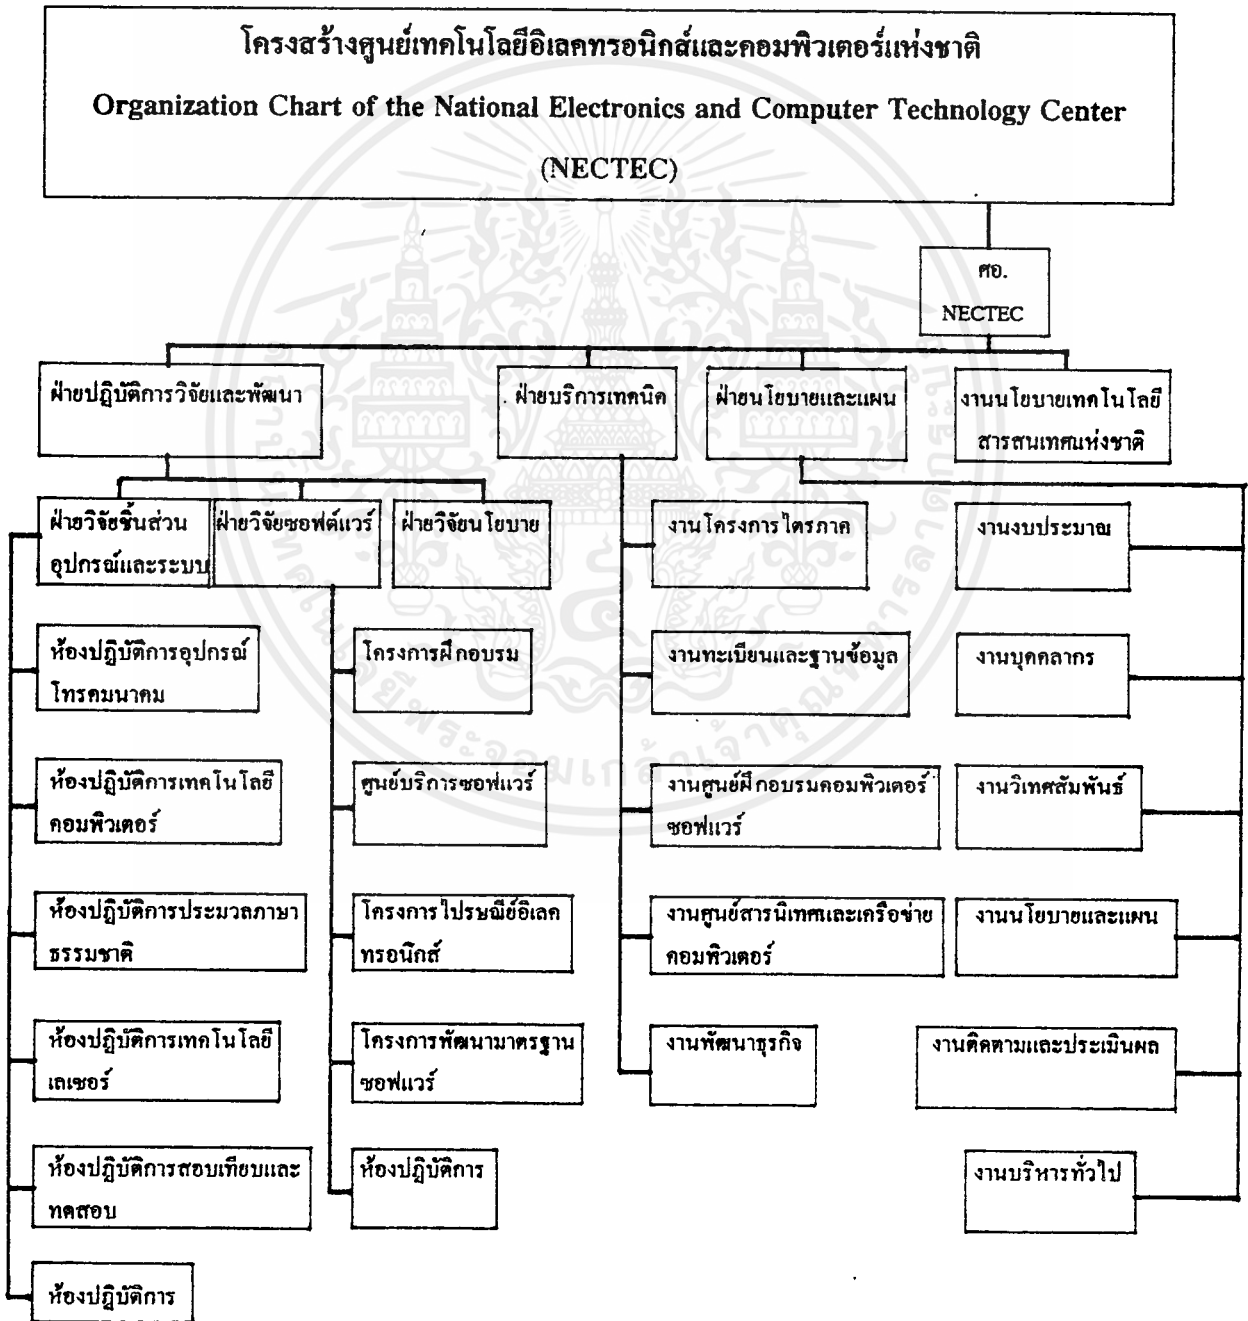 โครงสร้างศูนย์เทคโนโลยีอิเลคทรอนิกส์และคอมพิวเตอร์แห่งชาติ
Organization Chart of the National Electronics and Computer Technology Center
(NECTEC)
ศอ.
NECTEC
ฝ่ายปฏิบัติการวิจัยและพัฒนา
ฝ่ายบริการเทคนิค
ฝ่ายนโยบายและแผน
งานนโยบายเทคโนโลยี
สารสนเทศแห่งชาติ
ฝ่ายวิจัยชิ้นส่วน
อุปกรณ์และระบบ
ฝ่ายวิจัยซอฟต์แวร์
ฝ่ายวิจัยนโยบาย
งานโครงการไตรภาค
งานงบประมาณ
ห้องปฏิบัติการอุปกรณ์
โทรคมนาคม
โครงการฝึกอบรม
งานทะเบียนและฐานข้อมูล
งานบุคคลากร
ห้องปฏิบัติการเทคโนโลยี
คอมพิวเตอร์
ศูนย์บริการซอฟแวร์
งานศูนย์ฝึกอบรมคอมพิวเตอร์
ซอฟแวร์
งานวิเทศสัมพันธ์
ห้องปฏิบัติการประมวลภาษา
ธรรมชาติ
โครงการไปรษณีย์อิเลค
ทรอนิกส์
งานศูนย์สารนิเทศและเครือข่าย
คอมพิวเตอร์
งานนโยบายและแผน
ห้องปฏิบัติการเทคโนโลยี
เลเซอร์
โครงการพัฒนามาตรฐาน
ซอฟแวร์
งานพัฒนาธุรกิจ
งานติดตามและประเมินผล
ห้องปฏิบัติการสอบเทียบและ
ทดสอบ
ห้องปฏิบัติการ
งานบริหารทั่วไป
ห้องปฏิบัติการ